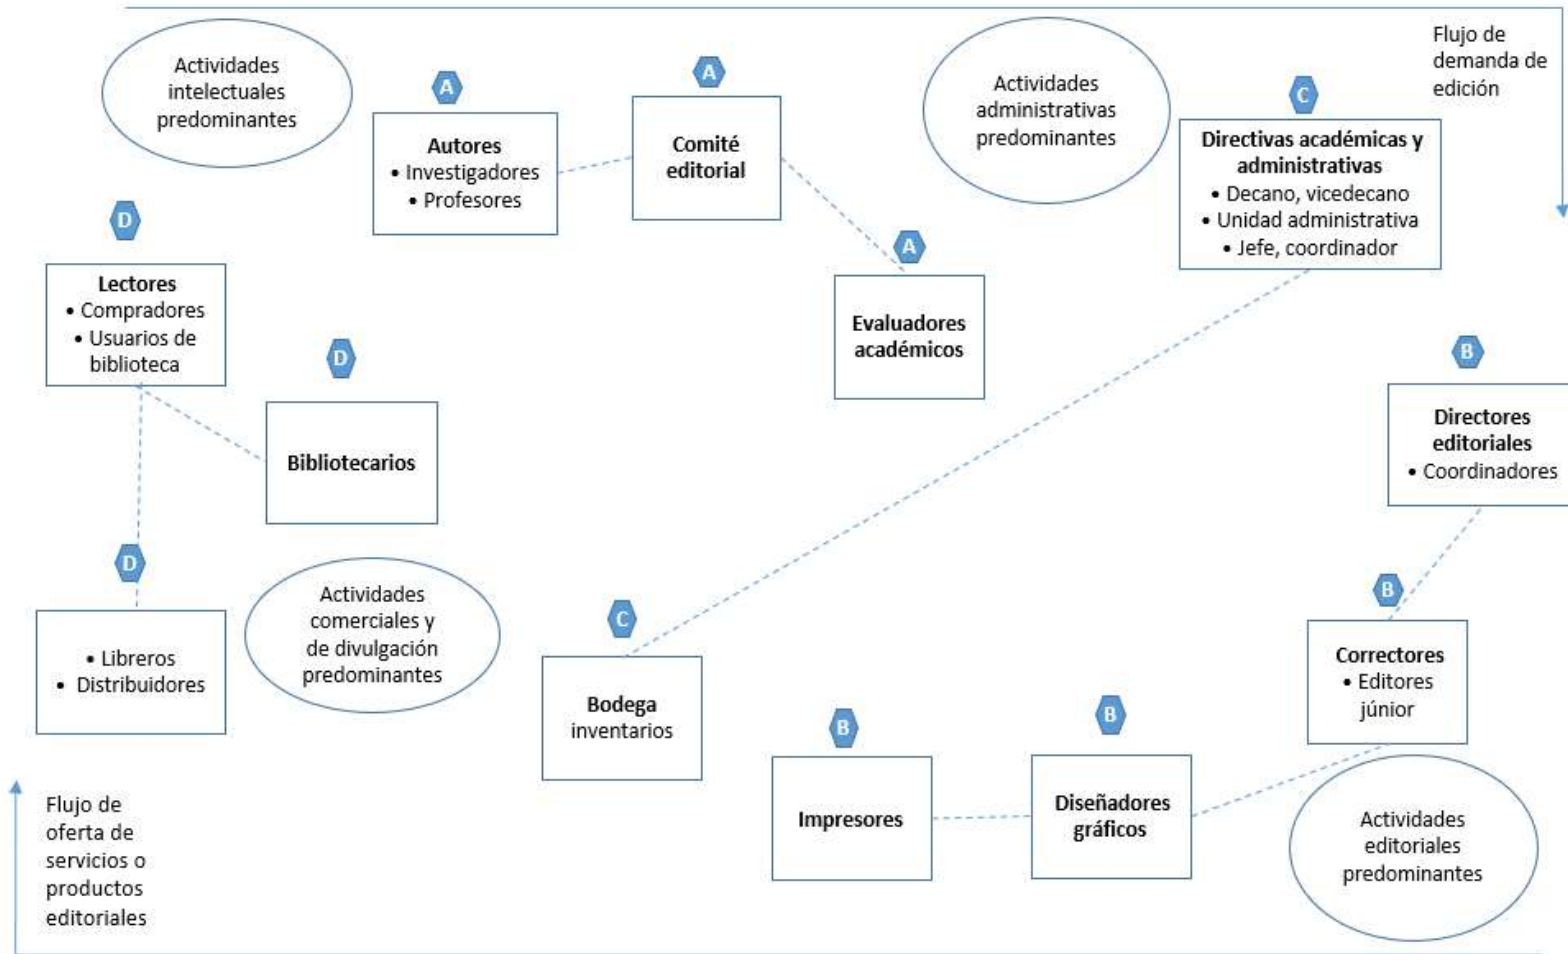 Flujo de
demanda de
edición
Actividades
intelectuales
predominantes
A
Autores
• Investigadores
• Profesores
A
Comité
editorial
Actividades
administrativas
predominantes
C
Directivas académicas y
administrativas
• Decano, vicedecano
• Unidad administrativa
• Jefe, coordinador
D
Lectores
• Compradores
• Usuarios de
biblioteca
A
Evaluadores
académicos
D
Bibliotecarios
B
Directores
editoriales
• Coordinadores
D
• Libreros
• Distribuidores
Actividades
comerciales y
de divulgación
predominantes
C
Bodega
inventarios
B
Correctores
• Editores
júnior
B
Impresores
B
Diseñadores
gráficos
Actividades
editoriales
predominantes
Flujo de
oferta de
servicios o
productos
editoriales